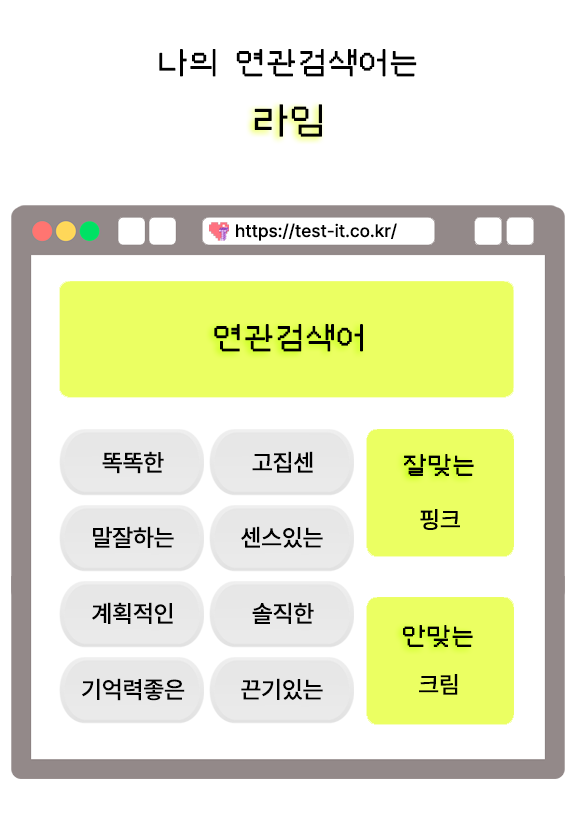 나의 연관검색어는
라임
https://test-it.co.kr/
연관검색어
똑똑한
고집센
잘맞는
핑크
말잘하는
센스있는
계획적인
솔직한
안맞는
크림
기억력좋은
끈기있는